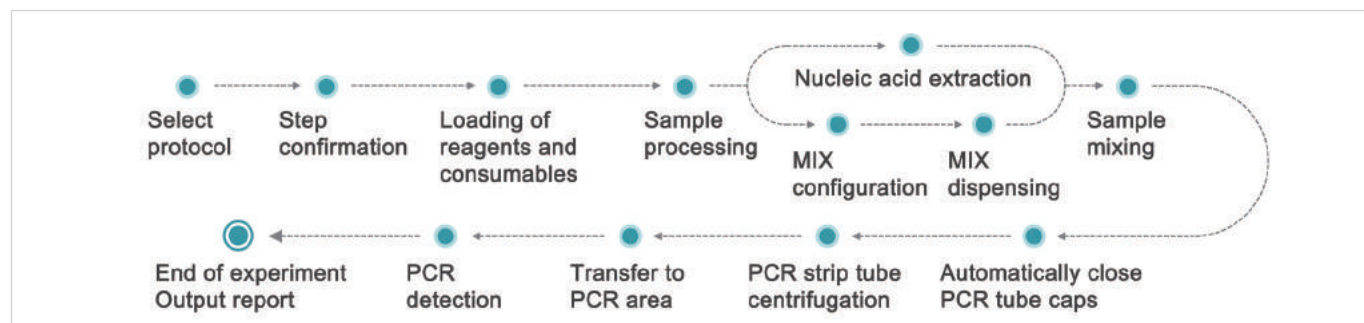 Select
protocol
Step
confirmation
Loading of
reagents and
consumables
Sample
processing
Nucleic acid extraction
MIX
configuration
MIX
dispensing
Sample
mixing
Automatically close
PCR tube caps
PCR strip tube
centrifugation
Transfer to
PCR area
PCR
detection
End of experiment
Output report